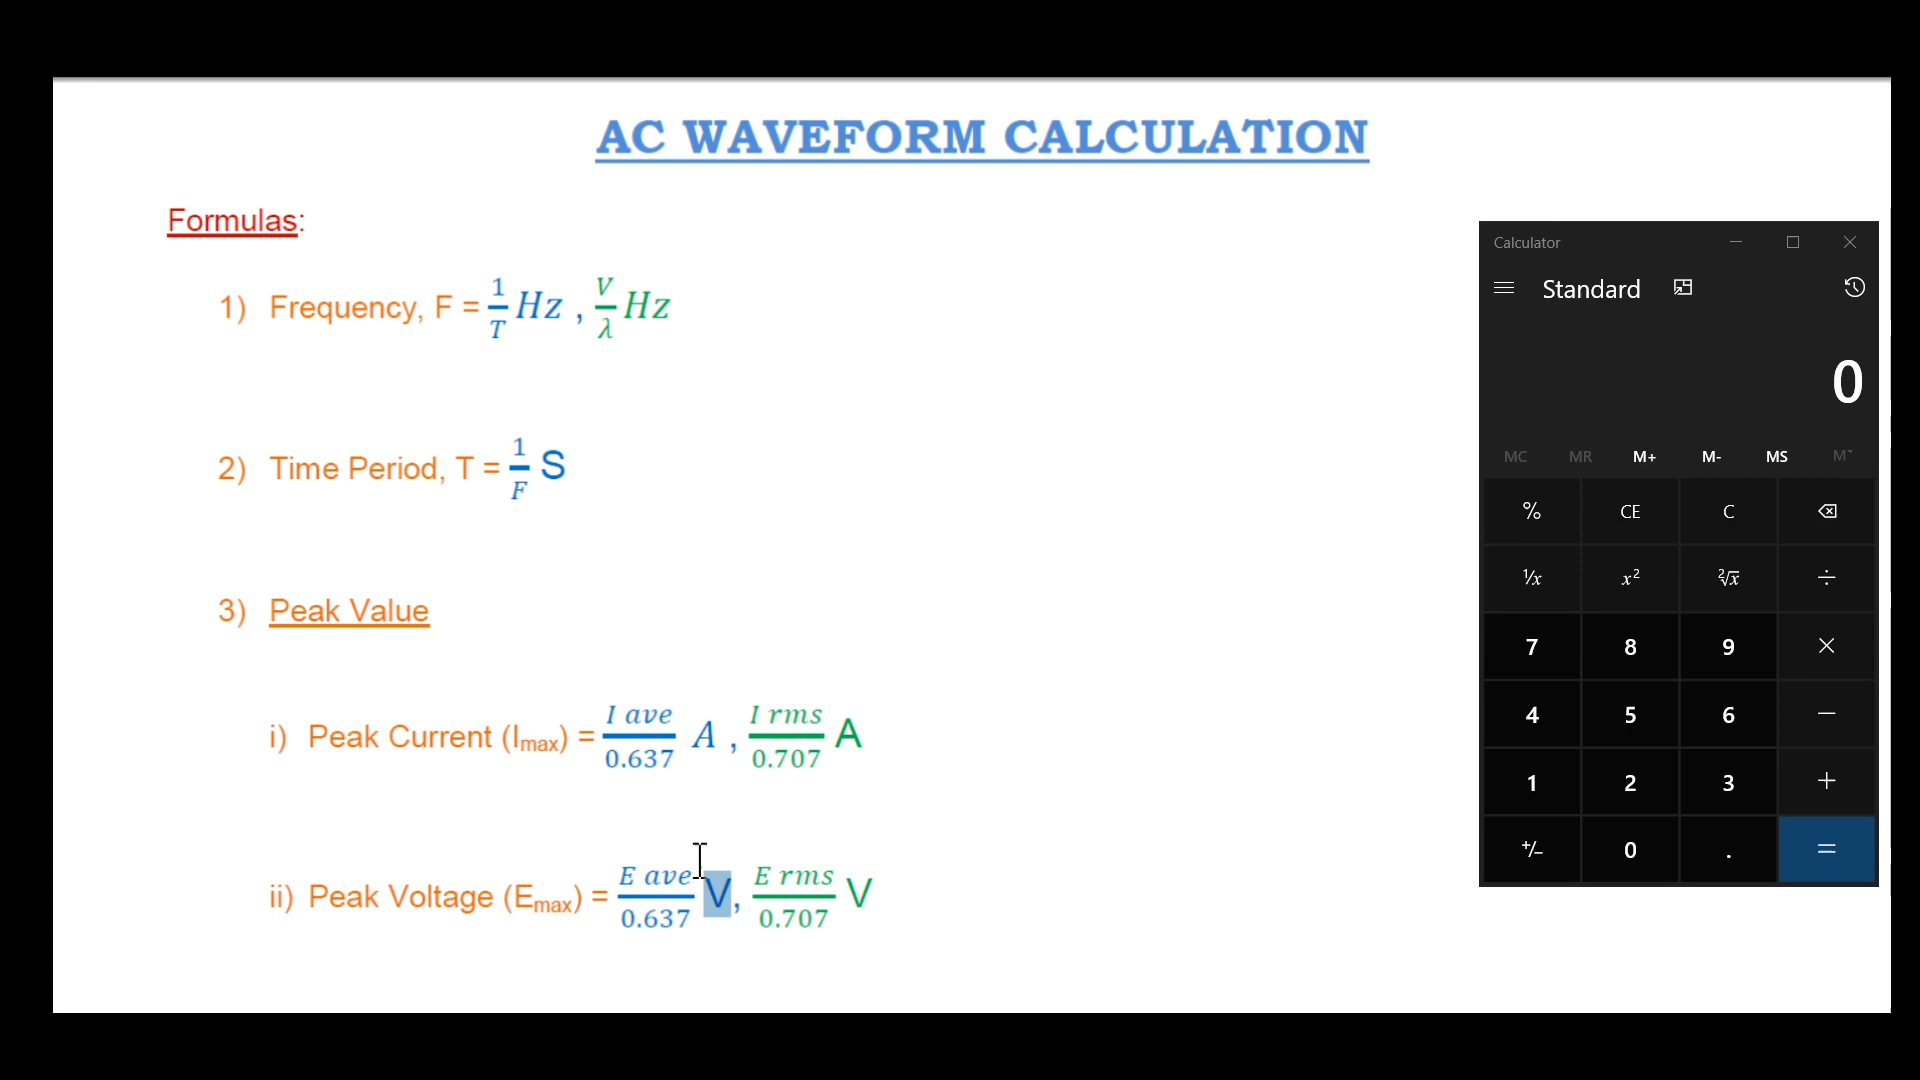 AC WAVEFORM CALCULATION
Formulas:
1) Frequency, F = 1/T Hz , V/λ Hz
2) Time Period, T = 1/F S
3) Peak Value
i) Peak Current (Imax) = I ave/0.637 A , I rms/0.707 A
ii) Peak Voltage (Emax) = E ave/0.637 V, E rms/0.707 V
Calculator
Standard
0
MC MR M+ M- MS M˅
% CE C
¹/x x² ²√x ÷
7 8 9 ×
4 5 6 −
1 2 3 +
+/− 0 . =